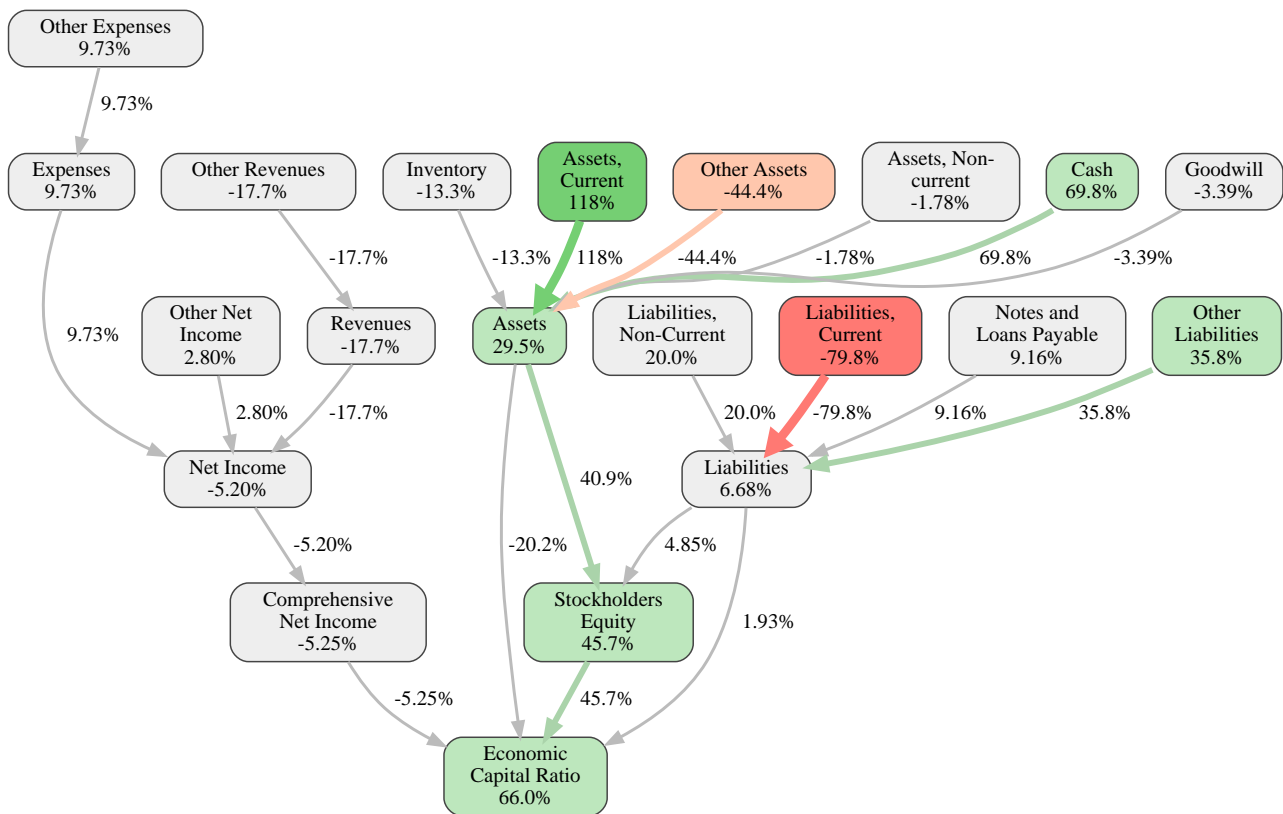 Other Expenses
9.73%
9.73%
Expenses
9.73%
Other Revenues
-17.7%
Inventory
-13.3%
Assets,
Current
118%
Other Assets
-44.4%
Assets, Non-
current
-1.78%
Cash
69.8%
Goodwill
-3.39%
-17.7%
-13.3%
118%
-44.4%
-1.78%
69.8%
-3.39%
9.73%
Other Net
Income
2.80%
Revenues
-17.7%
Assets
29.5%
Liabilities,
Non-Current
20.0%
Liabilities,
Current
-79.8%
Notes and
Loans Payable
9.16%
Other
Liabilities
35.8%
2.80%
-17.7%
20.0%
-79.8%
9.16%
35.8%
Net Income
-5.20%
40.9%
Liabilities
6.68%
-5.20%
-20.2%
4.85%
Comprehensive
Net Income
-5.25%
Stockholders
Equity
45.7%
1.93%
-5.25%
45.7%
Economic
Capital Ratio
66.0%